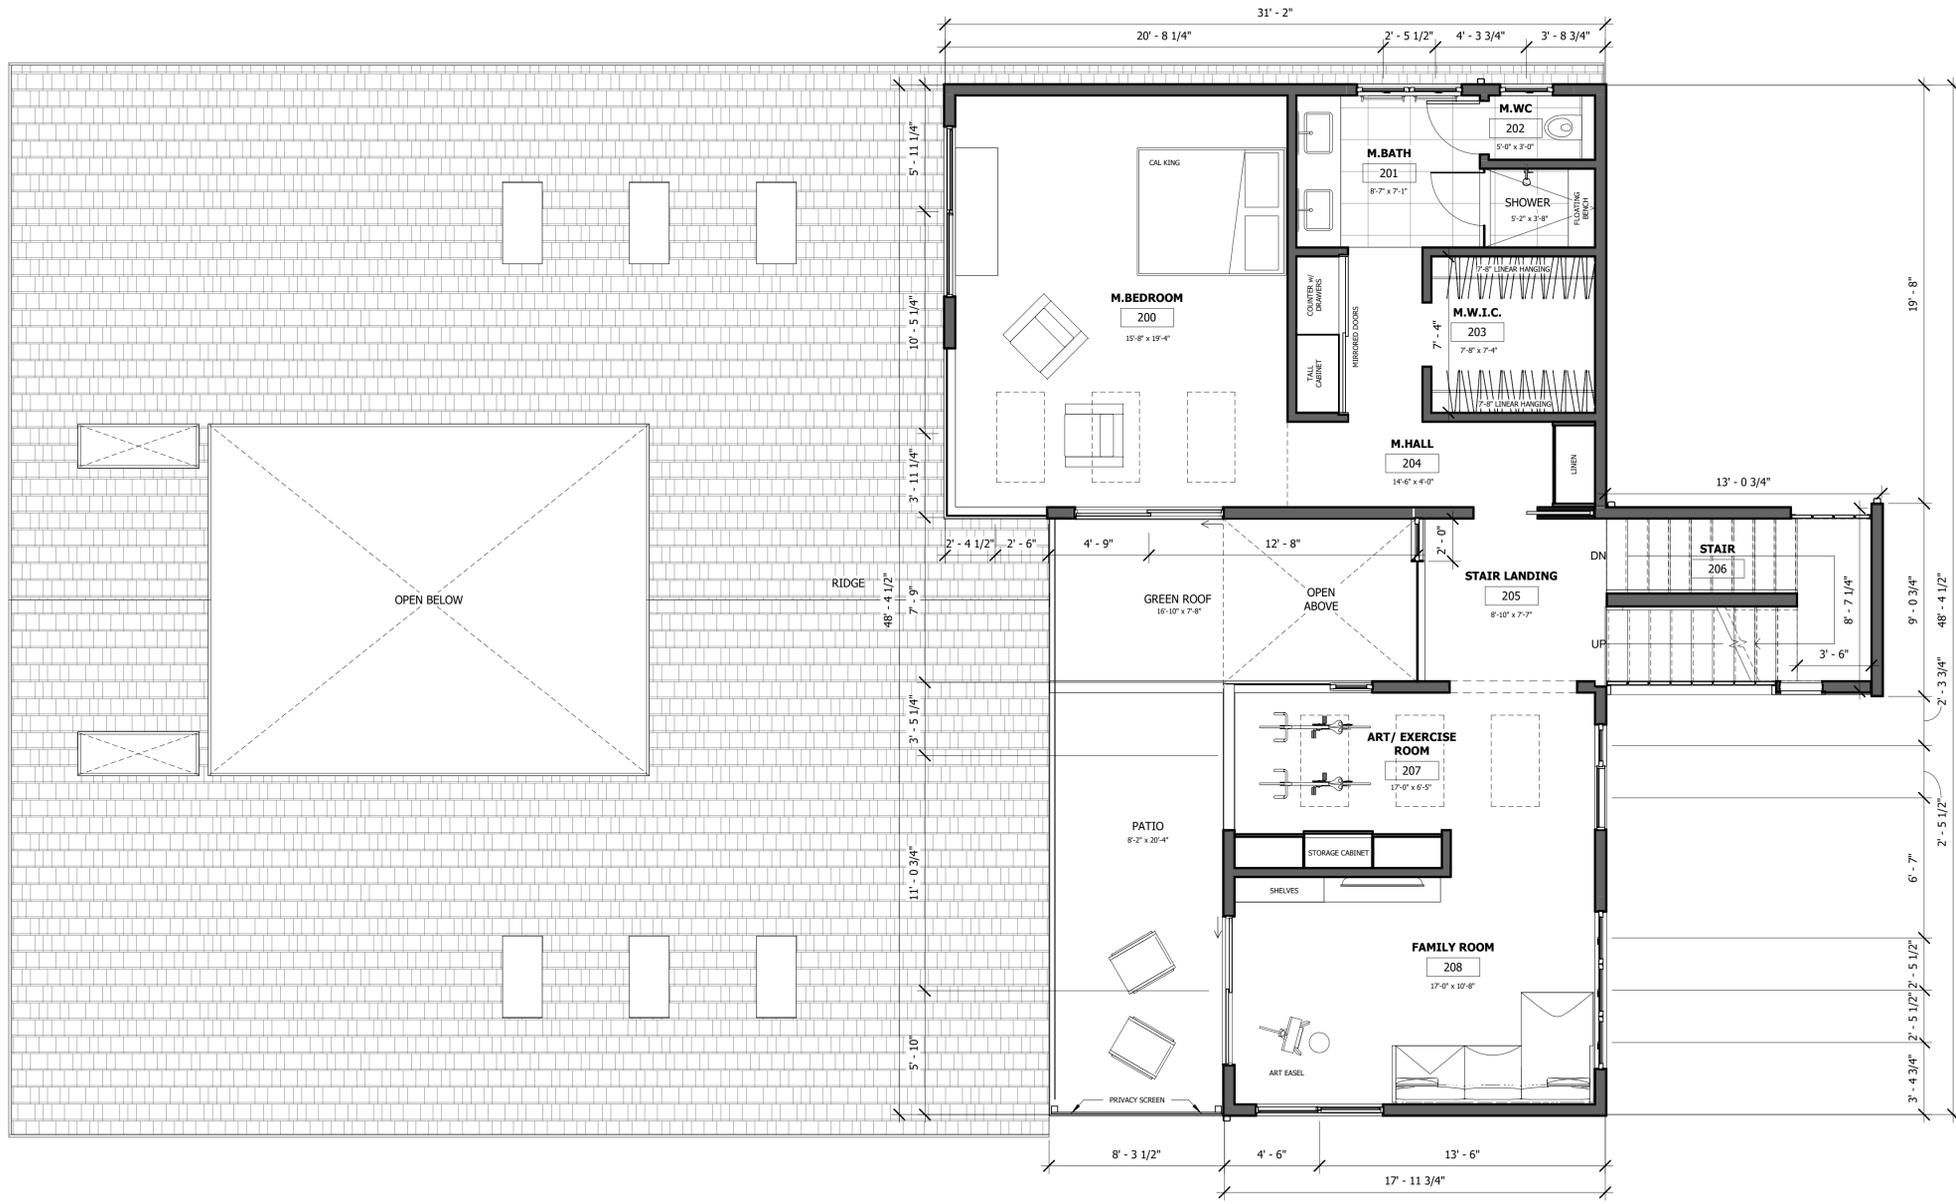 31' - 2"
20' - 8 1/4"
2' - 5 1/2"
4' - 3 3/4"
3' - 8 3/4"
5' - 11 1/4"
10' - 5 1/4"
3' - 11 1/4"
48' - 4 1/2"
7' - 9"
3' - 5 1/4"
11' - 0 3/4"
5' - 10"
OPEN BELOW
RIDGE
CAL KING
M.BEDROOM
200
15'-8" x 19'-4"
M.BATH
201
8'-7" x 7'-1"
M.WC
202
5'-0" x 3'-0"
SHOWER
5'-2" x 3'-8"
FLOATING
BENCH
COUNTER w/
DRAWERS
TALL
CABINET
MIRRORED DOORS
7'-8" LINEAR HANGING
M.W.I.C.
203
7'-8" x 7'-4"
7' - 4"
7'-8" LINEAR HANGING
M.HALL
204
14'-6" x 4'-0"
LINEN
19' - 8"
13' - 0 3/4"
2' - 4 1/2"
2' - 6"
4' - 9"
12' - 8"
2' - 0"
GREEN ROOF
16'-10" x 7'-8"
OPEN
ABOVE
STAIR LANDING
205
8'-10" x 7'-7"
DN
UP
STAIR
206
8' - 7 1/4"
3' - 6"
9' - 0 3/4"
48' - 4 1/2"
2' - 3 3/4"
2' - 5 1/2"
6' - 7"
2' - 5 1/2"
2' - 5 1/2"
3' - 4 3/4"
ART/ EXERCISE
ROOM
207
17'-0" x 6'-5"
PATIO
8'-2" x 20'-4"
STORAGE CABINET
SHELVES
FAMILY ROOM
208
17'-0" x 10'-8"
ART EASEL
PRIVACY SCREEN
8' - 3 1/2"
4' - 6"
13' - 6"
17' - 11 3/4"